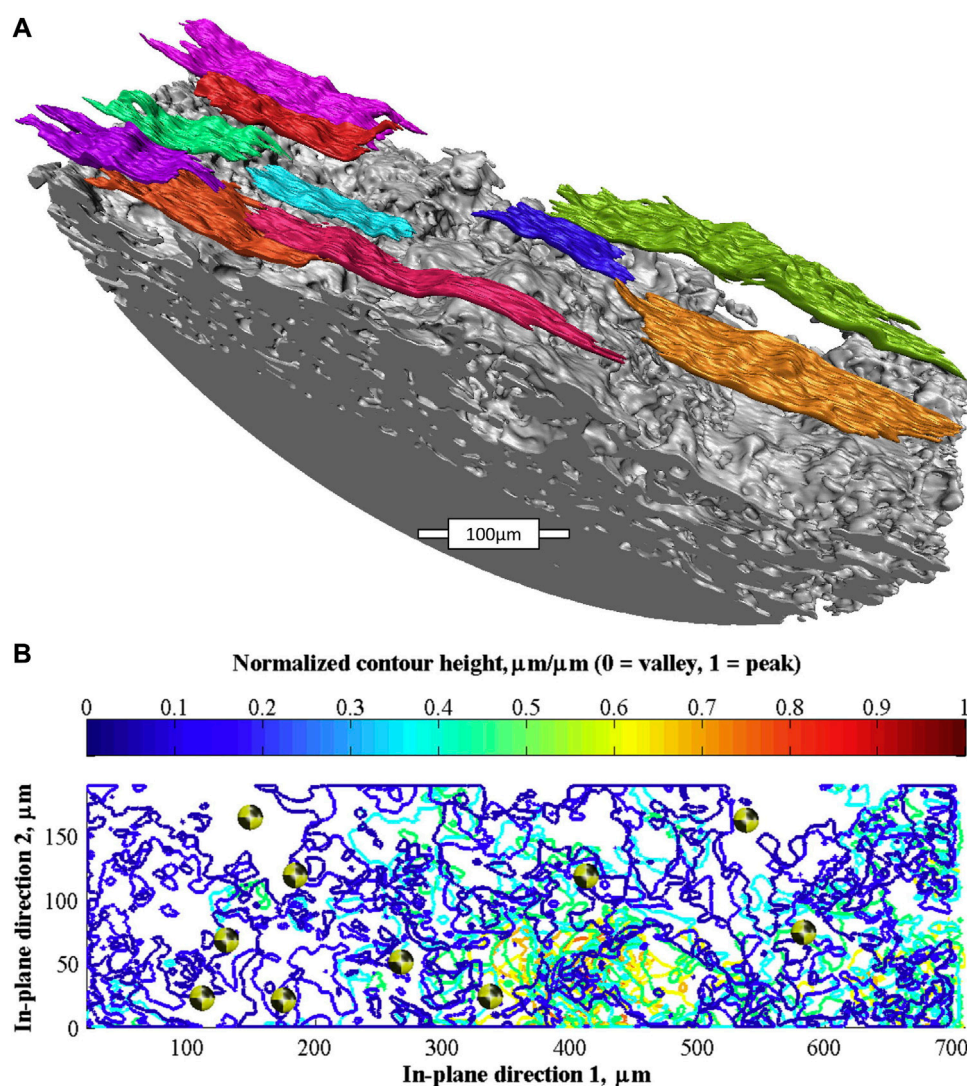 A
100μm
B
Normalized contour height, μm/μm (0 = valley, 1 = peak)
0 0.1 0.2 0.3 0.4 0.5 0.6 0.7 0.8 0.9 1
In-plane direction 2, μm
150
100
50
0
100 200 300 400 500 600 700
In-plane direction 1, μm